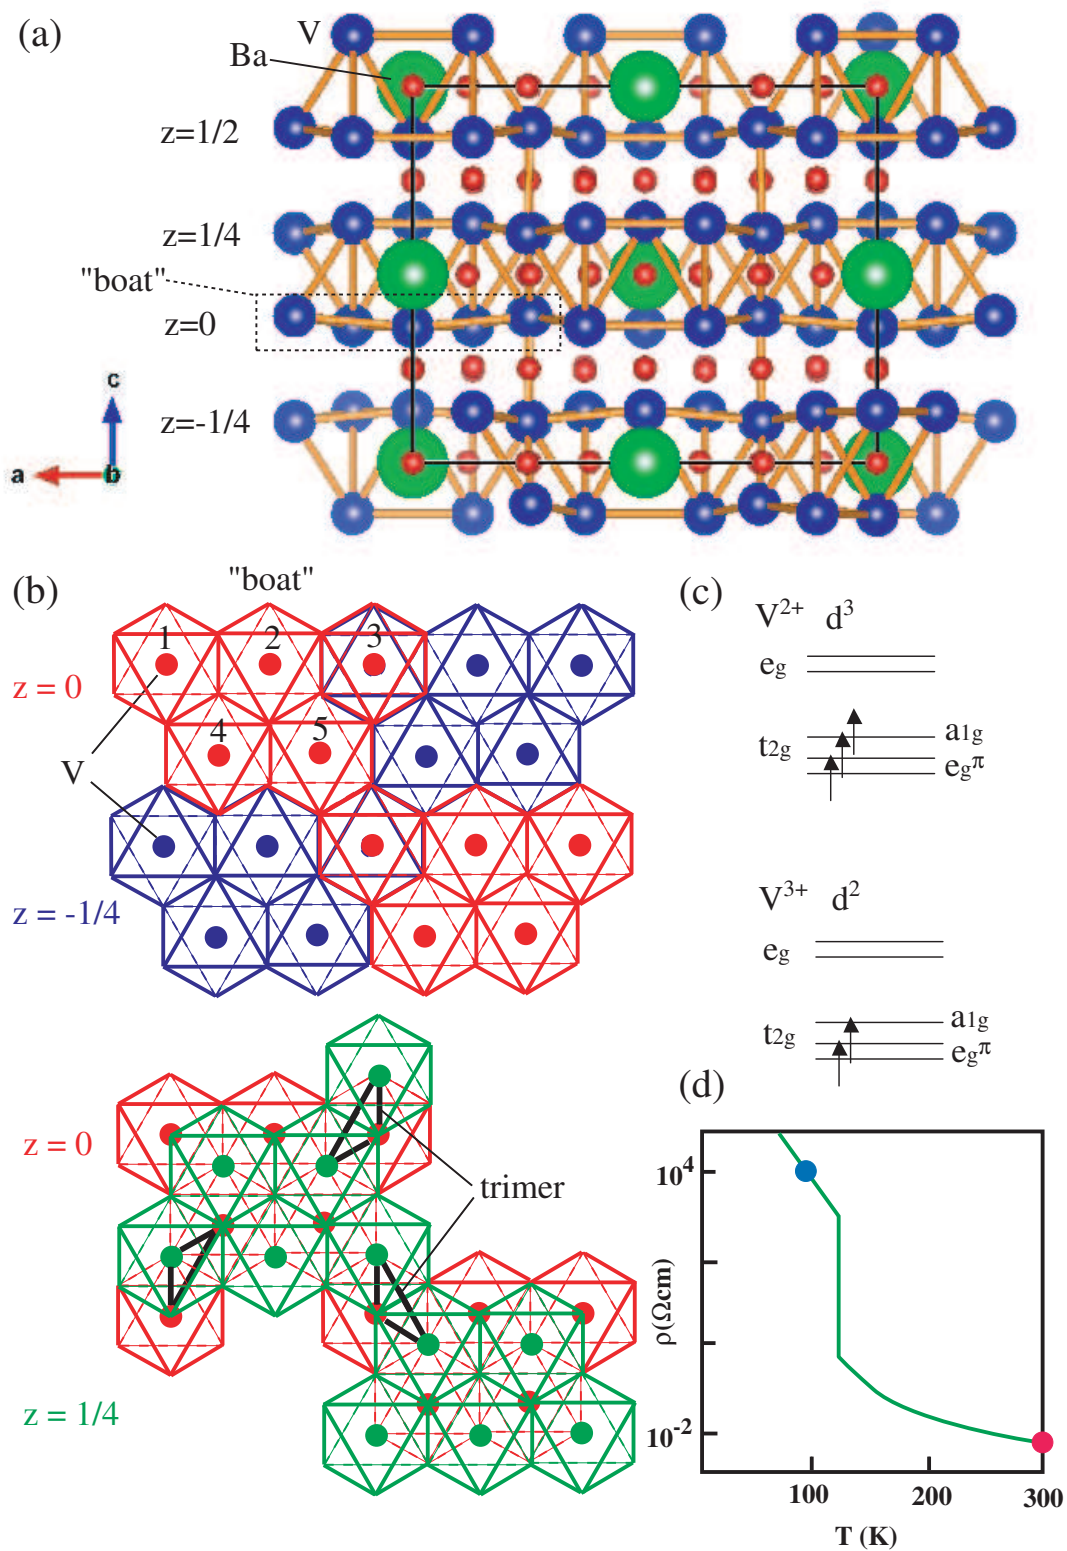 (a)
V
Ba
z=1/2
z=1/4
"boat"
z=0
z=-1/4
c
a
b
(b)
"boat"
1 2 3
z = 0
4 5
V
z = -1/4
z = 0
trimer
z = 1/4
(c)
V2+ d3
eg
t2g
a1g
egπ
V3+ d2
eg
t2g
a1g
egπ
(d)
104
ρ(Ωcm)
10-2
100 200 300
T (K)